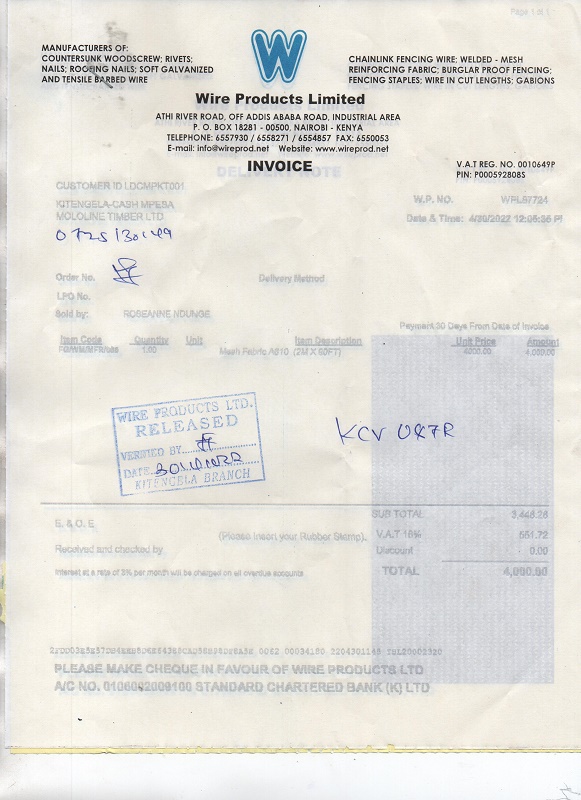 Page 1 of 1
MANUFACTURERS OF:
COUNTERSUNK WOODSCREW; RIVETS;
NAILS; ROOFING NAILS; SOFT GALVANIZED
AND TENSILE BARBED WIRE
W
CHAINLINK FENCING WIRE; WELDED - MESH
REINFORCING FABRIC; BURGLAR PROOF FENCING;
FENCING STAPLES; WIRE IN CUT LENGTHS; GABIONS
Wire Products Limited
ATHI RIVER ROAD, OFF ADDIS ABABA ROAD, INDUSTRIAL AREA
P. O. BOX 18281 - 00500, NAIROBI - KENYA
TELEPHONE: 6557930 / 6558271 / 6554857 FAX: 6550053
E-mail: info@wireprod.net Website: www.wireprod.net
INVOICE
DELIVERY NOTE
V.A.T REG. NO. 0010649P
PIN: P000592808S
CUSTOMER ID LDCMPKT001
KITENGELA-CASH MPESA
MOLOLINE TIMBER LTD.
0725130149
W.P. NO. WPL67724
Date & Time: 4/30/2022 12:05:35 PM
Order No.
Delivery Method
LPO No.
Sold by: ROSEANNE NDUNGE
Payment 30 Days From Date of Invoice
Item Code Quantity Unit Item Description Unit Price Amount
1.00 Mesh Fabric A610 (2M X 60FT) 4000.00 4,000.00
WIRE PRODUCTS LTD.
RELEASED
VERIFIED BY
DATE 30/4/2022
KITENGELA BRANCH
KCV 087R
SUB TOTAL 3,448.28
E. & O. E.
(Please insert your Rubber Stamp).
V.A.T 16% 551.72
Received and checked by
Discount 0.00
Interest at a rate of 3% per month will be charged on all overdue accounts
TOTAL 4,000.00
PLEASE MAKE CHEQUE IN FAVOUR OF WIRE PRODUCTS LTD
A/C NO. 0106092009100 STANDARD CHARTERED BANK (K) LTD